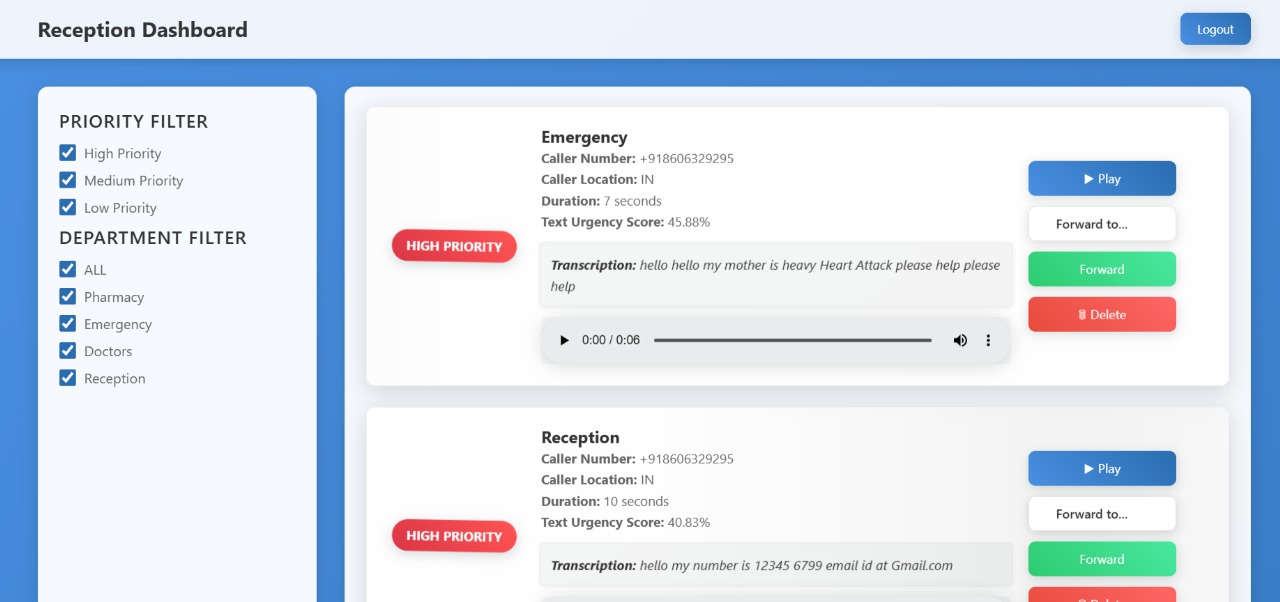 Reception Dashboard
Logout
PRIORITY FILTER
High Priority
Medium Priority
Low Priority
DEPARTMENT FILTER
ALL
Pharmacy
Emergency
Doctors
Reception
HIGH PRIORITY
Emergency
Caller Number: +918606329295
Caller Location: IN
Duration: 7 seconds
Text Urgency Score: 45.88%
Transcription: hello hello my mother is heavy Heart Attack please help please
help
0:00 / 0:06
Play
Forward to...
Forward
Delete
HIGH PRIORITY
Reception
Caller Number: +918606329295
Caller Location: IN
Duration: 10 seconds
Text Urgency Score: 40.83%
Transcription: hello my number is 12345 6799 email id at Gmail.com
Play
Forward to...
Forward